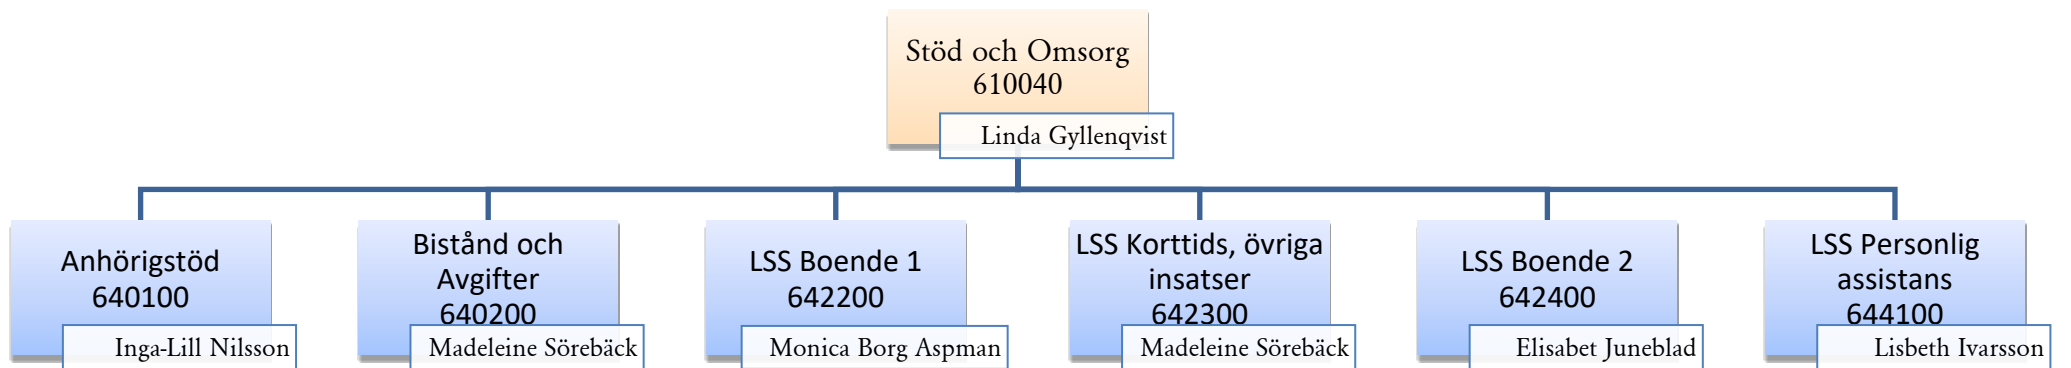 Stöd och Omsorg
610040
Linda Gyllenqvist
Anhörigstöd
640100
Inga-Lill Nilsson
Bistånd och
Avgifter
640200
Madeleine Sörebäck
LSS Boende 1
642200
Monica Borg Aspman
LSS Korttids, övriga
insatser
642300
Madeleine Sörebäck
LSS Boende 2
642400
Elisabet Juneblad
LSS Personlig
assistans
644100
Lisbeth Ivarsson